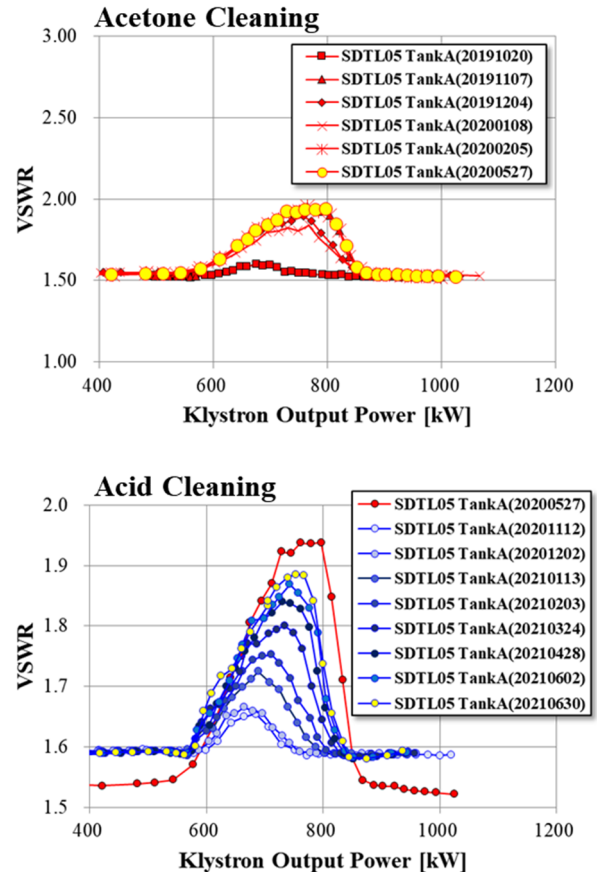 Acetone Cleaning
3.00
2.50
2.00
1.50
1.00
VSWR
SDTL05 TankA(20191020)
SDTL05 TankA(20191107)
SDTL05 TankA(20191204)
SDTL05 TankA(20200108)
SDTL05 TankA(20200205)
SDTL05 TankA(20200527)
400 600 800 1000 1200
Klystron Output Power [kW]
Acid Cleaning
2.0
1.9
1.8
1.7
1.6
1.5
VSWR
SDTL05 TankA(20200527)
SDTL05 TankA(20201112)
SDTL05 TankA(20201202)
SDTL05 TankA(20210113)
SDTL05 TankA(20210203)
SDTL05 TankA(20210324)
SDTL05 TankA(20210428)
SDTL05 TankA(20210602)
SDTL05 TankA(20210630)
400 600 800 1000 1200
Klystron Output Power [kW]